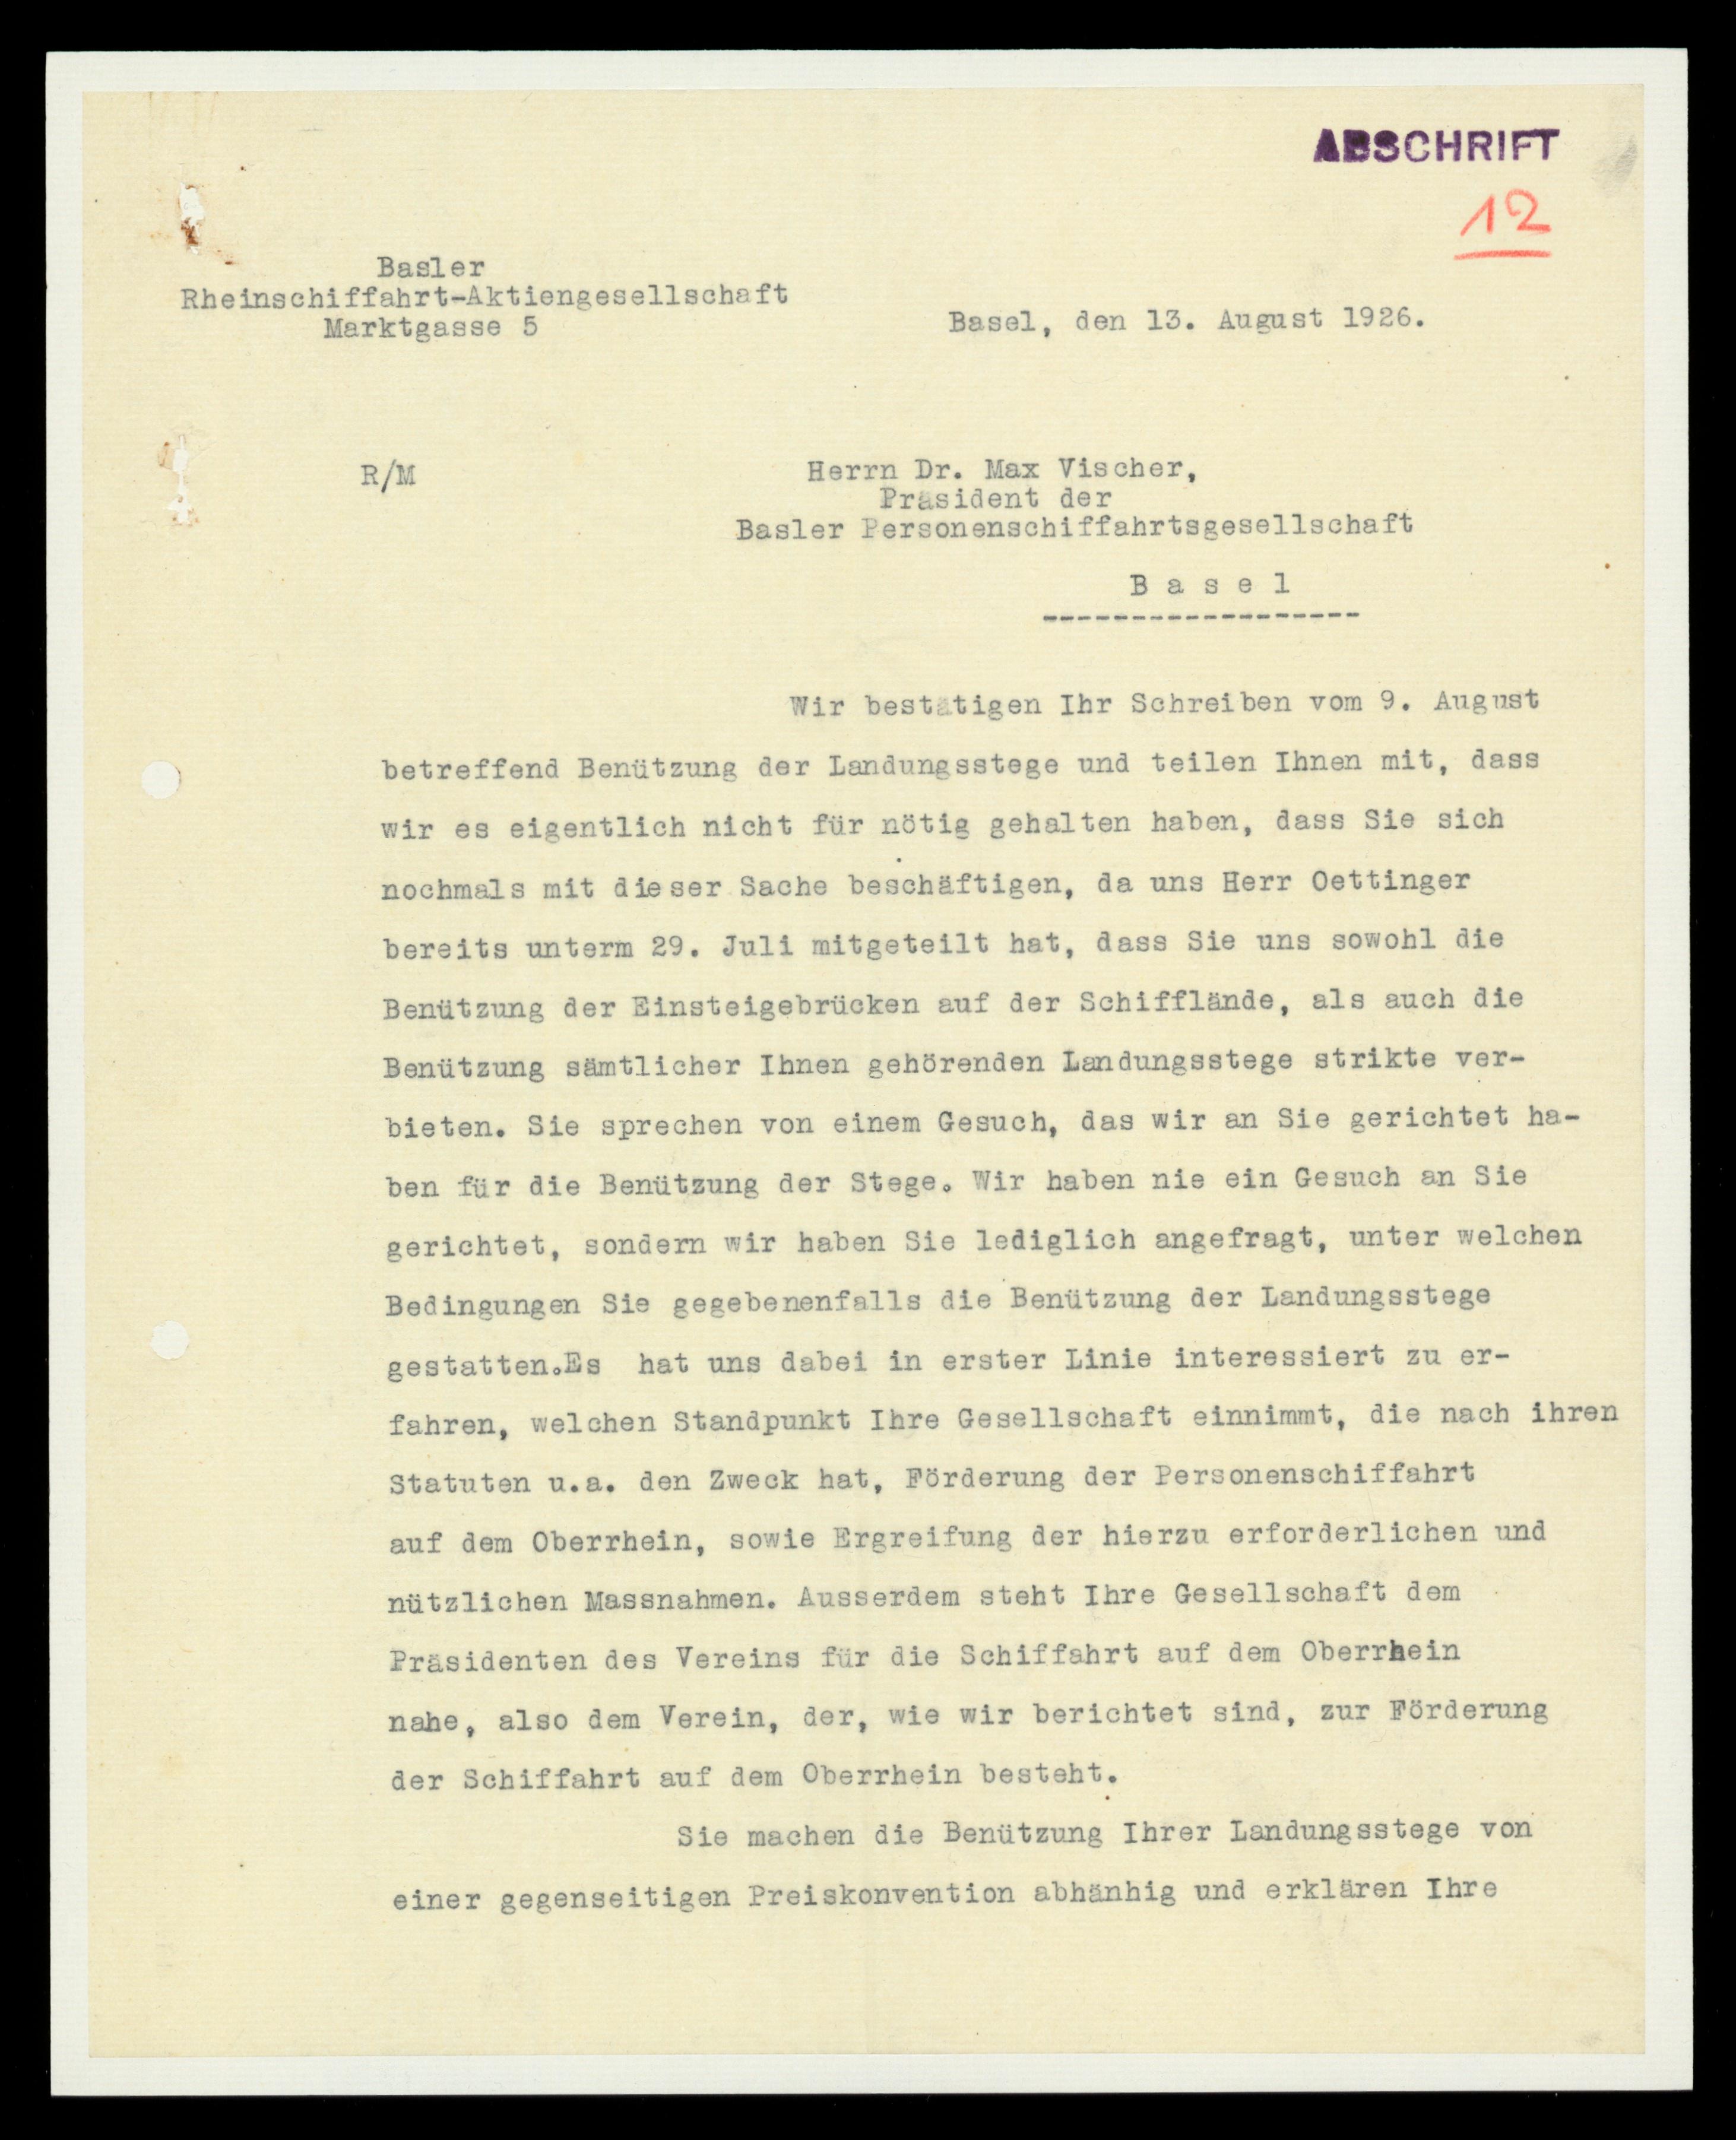 ABSCHRIFT
12
Basler
Rheinschiffahrt-Aktiengesellschaft
Marktgasse 5
Basel, den 13. August 1926.
R/M
Herrn Dr. Max Vischer,
Präsident der
Basler Personenschiffahrtsgesellschaft
B a s e l
------------------
Wir bestätigen Ihr Schreiben vom 9. August
betreffend Benützung der Landungsstege und teilen Ihnen mit, dass
wir es eigentlich nicht für nötig gehalten haben, dass Sie sich
nochmals mit dieser Sache beschäftigen, da uns Herr Oettinger
bereits unterm 29. Juli mitgeteilt hat, dass Sie uns sowohl die
Benützung der Einsteigebrücken auf der Schifflände, als auch die
Benützung sämtlicher Ihnen gehörenden Landungsstege strikte ver-
bieten. Sie sprechen von einem Gesuch, das wir an Sie gerichtet ha-
ben für die Benützung der Stege. Wir haben nie ein Gesuch an Sie
gerichtet, sondern wir haben Sie lediglich angefragt, unter welchen
Bedingungen Sie gegebenenfalls die Benützung der Landungsstege
gestatten.Es hat uns dabei in erster Linie interessiert zu er-
fahren, welchen Standpunkt Ihre Gesellschaft einnimmt, die nach ihren
Statuten u.a. den Zweck hat, Förderung der Personenschiffahrt
auf dem Oberrhein, sowie Ergreifung der hierzu erforderlichen und
nützlichen Massnahmen. Ausserdem steht Ihre Gesellschaft dem
Präsidenten des Vereins für die Schiffahrt auf dem Oberrhein
nahe, also dem Verein, der, wie wir berichtet sind, zur Förderung
der Schiffahrt auf dem Oberrhein besteht.
Sie machen die Benützung Ihrer Landungsstege von
einer gegenseitigen Preiskonvention abhänhig und erklären Ihre